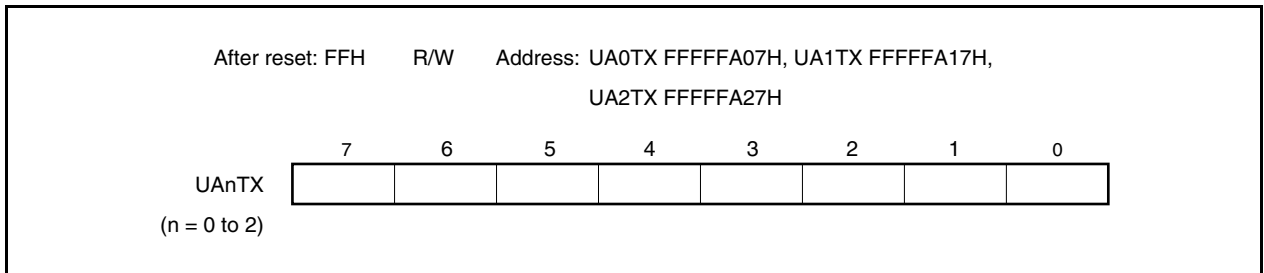 After reset: FFH R/W Address: UA0TX FFFFFA07H, UA1TX FFFFFA17H,
UA2TX FFFFFA27H
7 6 5 4 3 2 1 0
UAnTX
(n = 0 to 2)